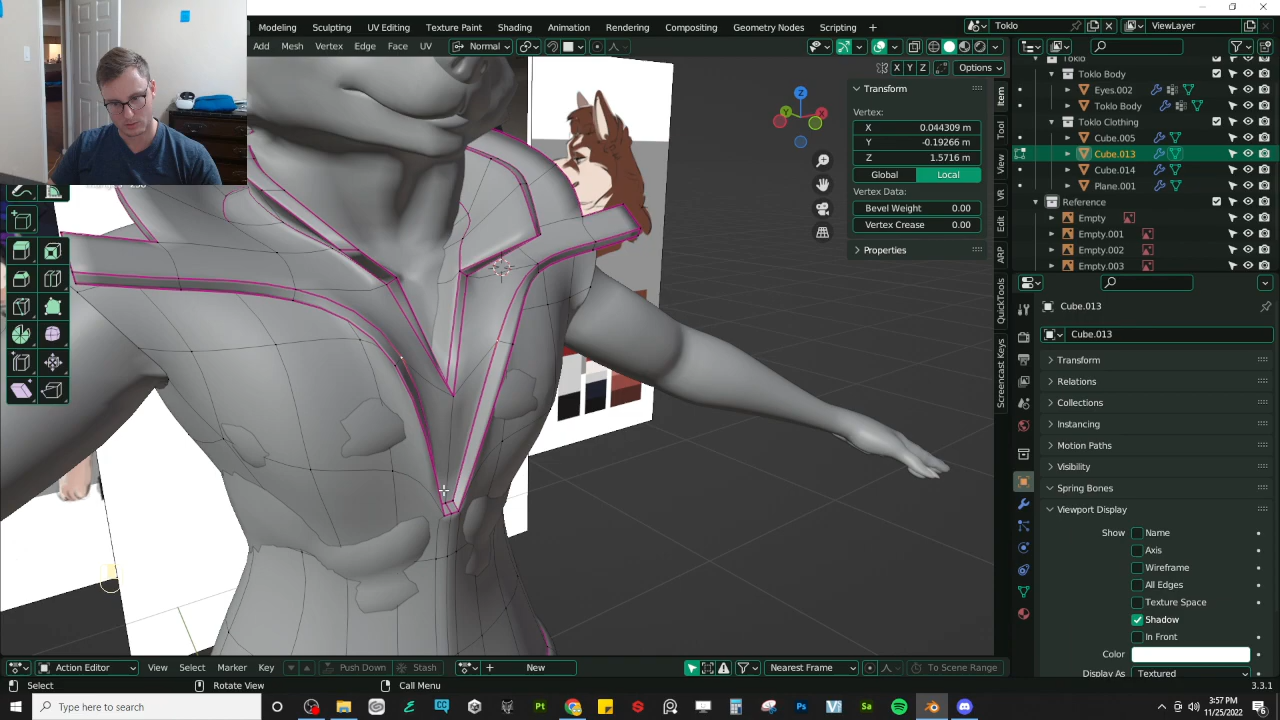 Modeling Sculpting UV Editing Texture Paint Shading Animation Rendering Compositing Geometry Nodes Scripting + Toklo ViewLayer
Add Mesh Vertex Edge Face UV Normal
X Y Z Options
Toklo
Toklo Body
Eyes.002
Toklo Body
Toklo Clothing
Cube.005
Cube.013
Cube.014
Plane.001
Reference
Empty
Empty.001
Empty.002
Empty.003
Transform
Vertex:
X 0.044309 m
Y -0.19266 m
Z 1.5716 m
Global Local
Vertex Data:
Bevel Weight 0.00
Vertex Crease 0.00
Properties
Item
Tool
View
VR
Edit
ARP
QuickTools
Screencast Keys
Z
Y
X
Cube.013
Cube.013
Transform
Relations
Collections
Instancing
Motion Paths
Visibility
Spring Bones
Viewport Display
Show Name
Axis
Wireframe
All Edges
Texture Space
Shadow
In Front
Color
Display As Textured
Action Editor View Select Marker Key Push Down Stash New Nearest Frame To Scene Range
Select Rotate View Call Menu 3.3.1
Type here to search
3:57 PM
11/25/2022